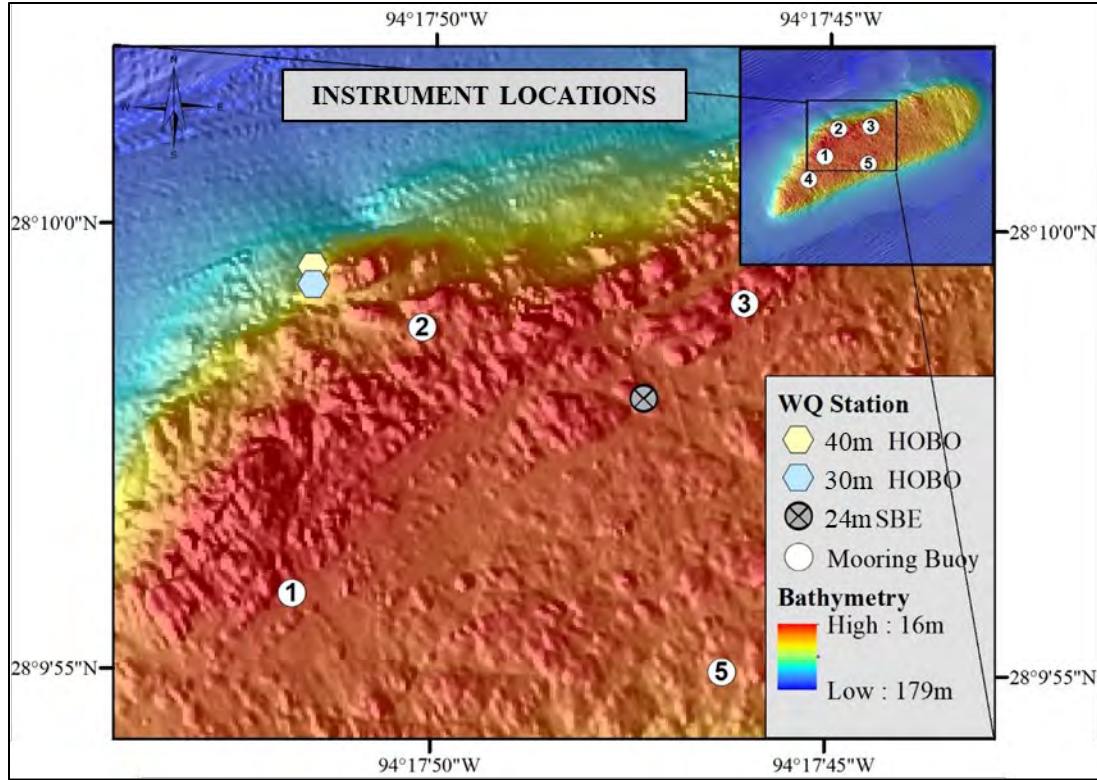 94°17'50"W
94°17'45"W
N
W
E
S
INSTRUMENT LOCATIONS
2
3
1
5
4
28°10'0"N
28°10'0"N
3
2
WQ Station
40m HOBO
30m HOBO
24m SBE
Mooring Buoy
1
Bathymetry
High : 16m
Low : 179m
28°9'55"N
5
28°9'55"N
94°17'50"W
94°17'45"W